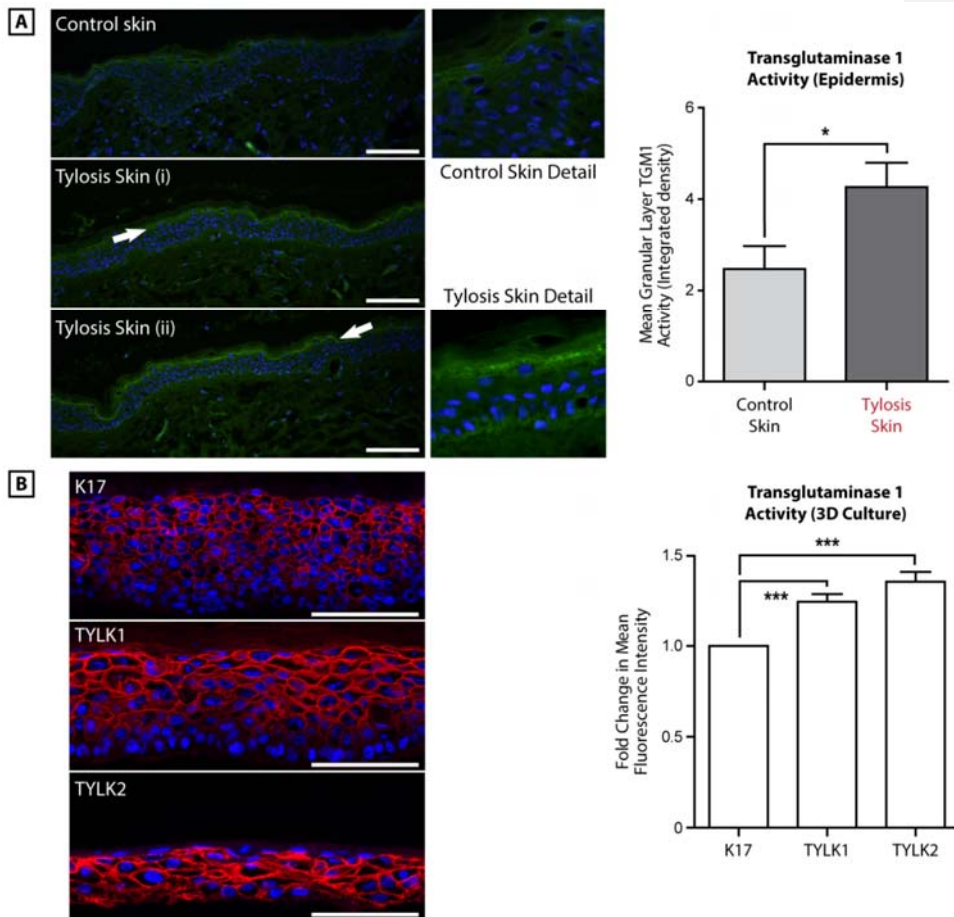 A
Control skin
Control Skin Detail
Tylosis Skin (i)
Tylosis Skin Detail
Tylosis Skin (ii)
Transglutaminase 1
Activity (Epidermis)
Mean Granular Layer TGM1
Activity (Integrated density)
6
4
2
0
*
Control
Skin
Tylosis
Skin
B
K17
TYLK1
TYLK2
Transglutaminase 1
Activity (3D Culture)
Fold Change in Mean
Fluorescence Intensity
1.5
1.0
0.5
0
***
***
K17 TYLK1 TYLK2